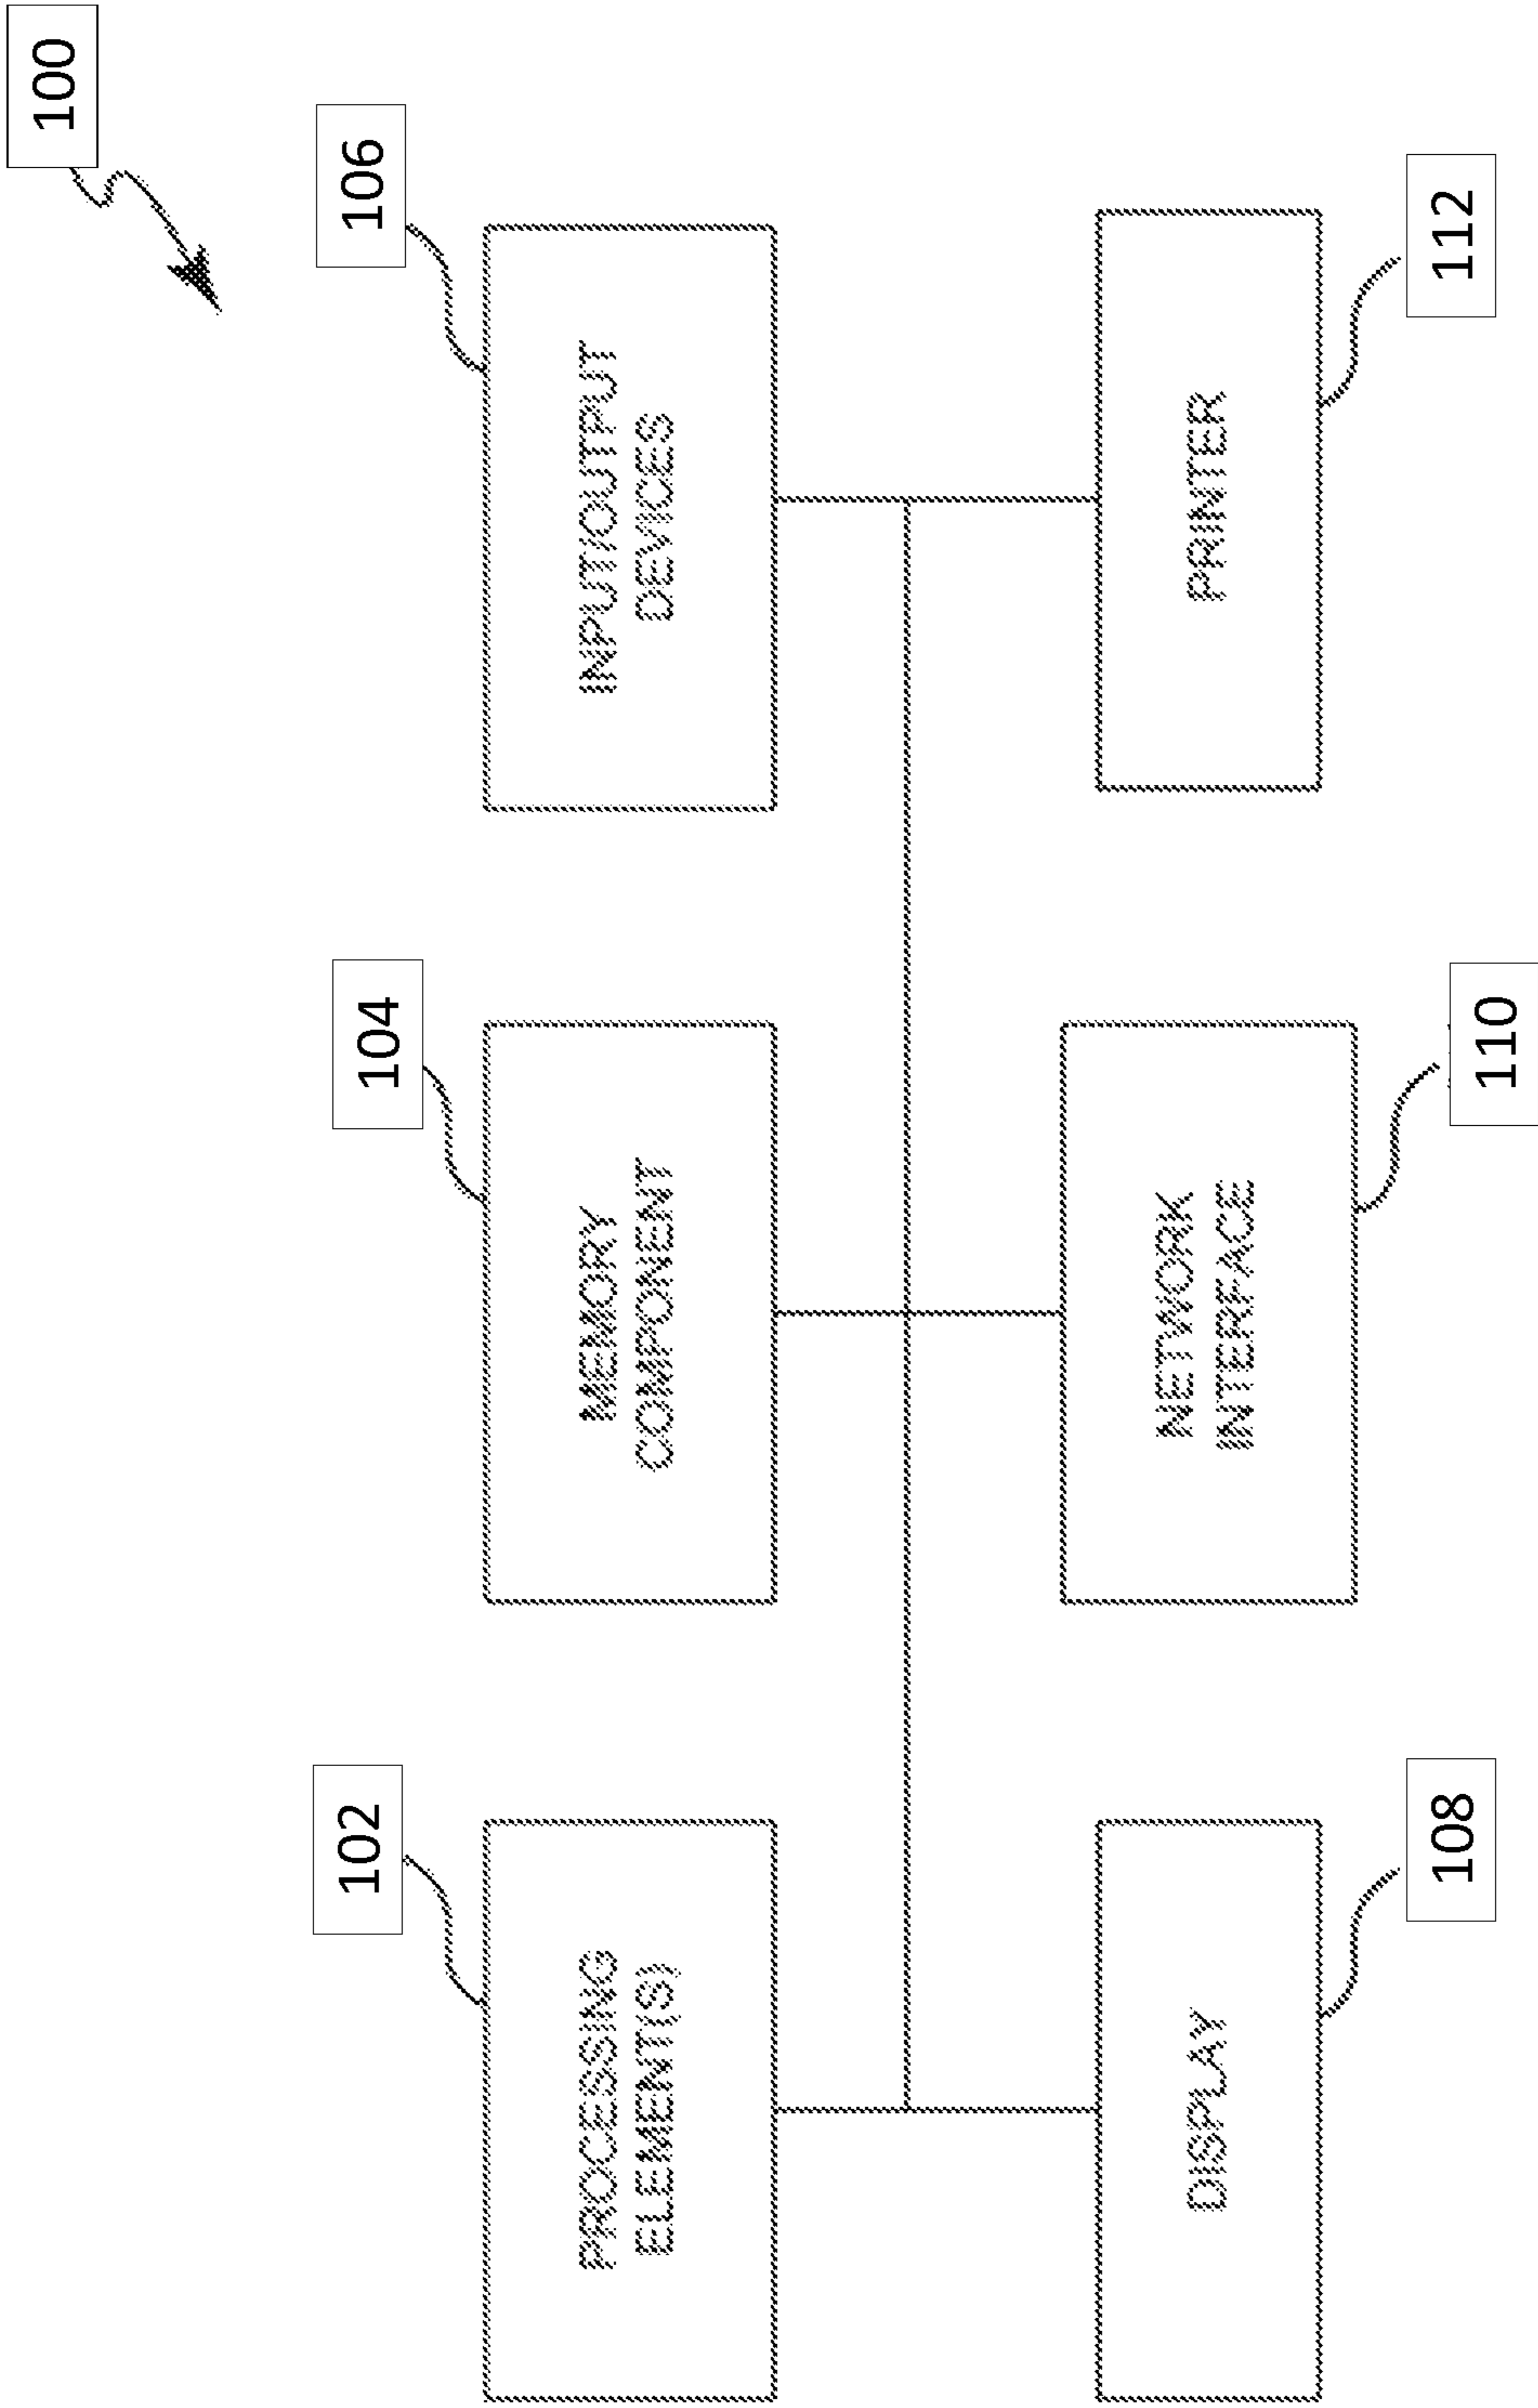 100
102
104
106
PROCESSING
ELEMENT(S)
MEMORY
COMPONENT
INPUT/OUTPUT
DEVICES
DISPLAY
NETWORK
INTERFACE
PRINTER
108
110
112